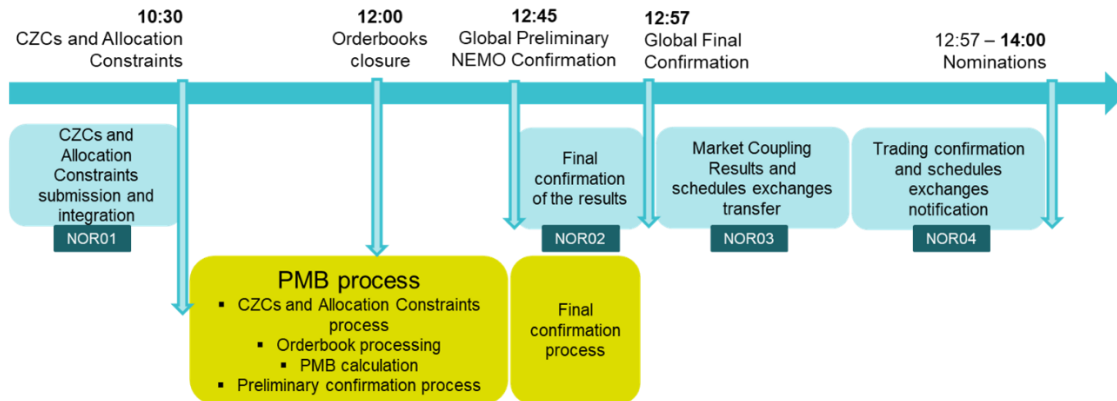 10:30
CZCs and Allocation
Constraints
12:00
Orderbooks
closure
12:45
Global Preliminary
NEMO Confirmation
12:57
Global Final
Confirmation
12:57 – 14:00
Nominations
CZCs and
Allocation
Constraints
submission and
integration
NOR01
Final
confirmation
of the results
NOR02
Market Coupling
Results and
schedules exchanges
transfer
NOR03
Trading confirmation
and schedules
exchanges
notification
NOR04
PMB process
▪ CZCs and Allocation Constraints
process
▪ Orderbook processing
▪ PMB calculation
▪ Preliminary confirmation process
Final
confirmation
process